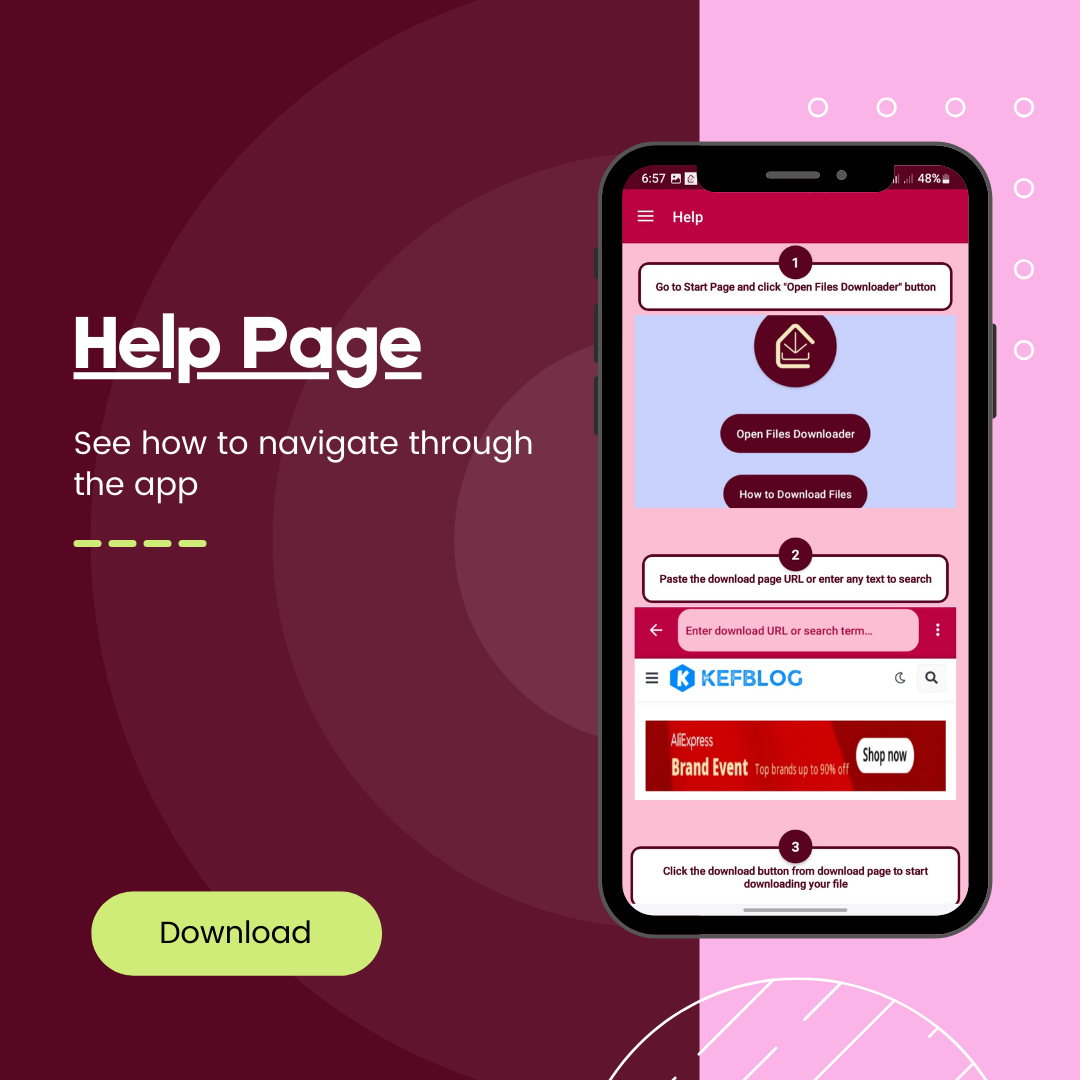 Help Page
See how to navigate through
the app
Download
6:57
48%
Help
1
Go to Start Page and click "Open Files Downloader" button
Open Files Downloader
How to Download Files
2
Paste the download page URL or enter any text to search
Enter download URL or search term...
K KEFBLOG
AliExpress
Brand Event Top brands up to 90% off
Shop now
3
Click the download button from download page to start
downloading your file